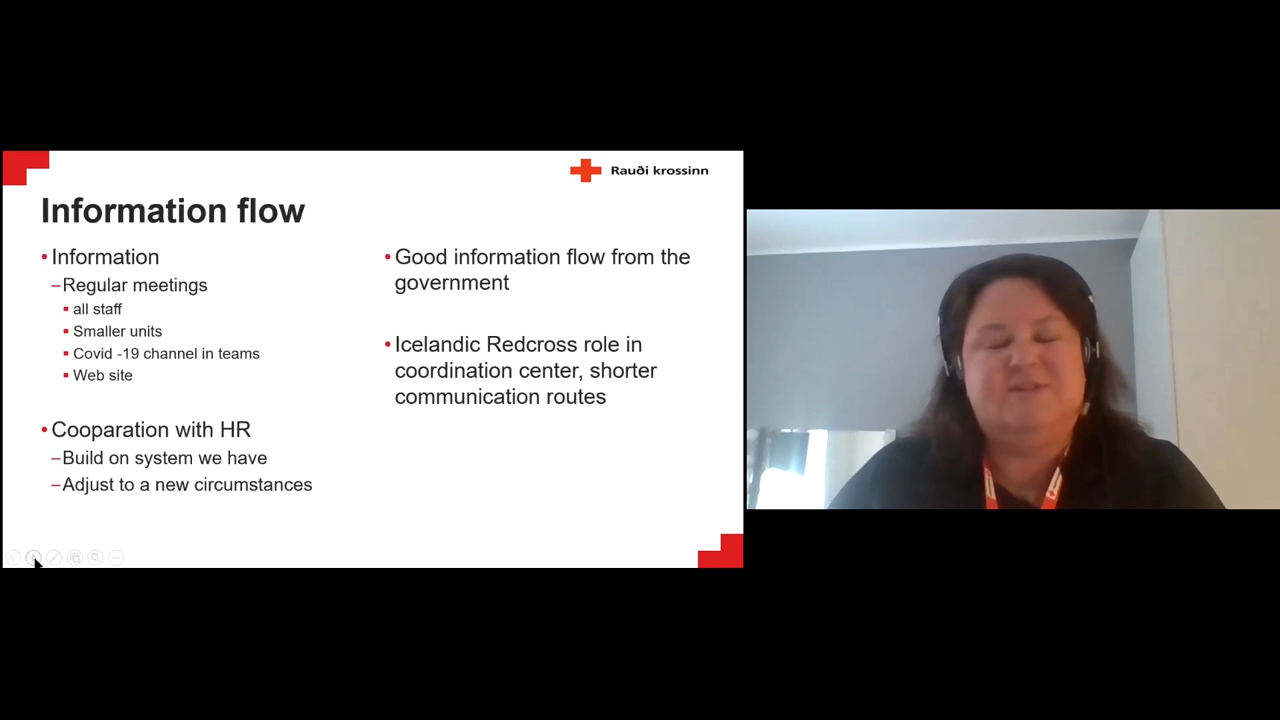 Rauði krossinn
Information flow
•Information
–Regular meetings
▪ all staff
▪ Smaller units
▪ Covid -19 channel in teams
▪ Web site
•Cooparation with HR
–Build on system we have
–Adjust to a new circumstances
•Good information flow from the
government
•Icelandic Redcross role in
coordination center, shorter
communication routes